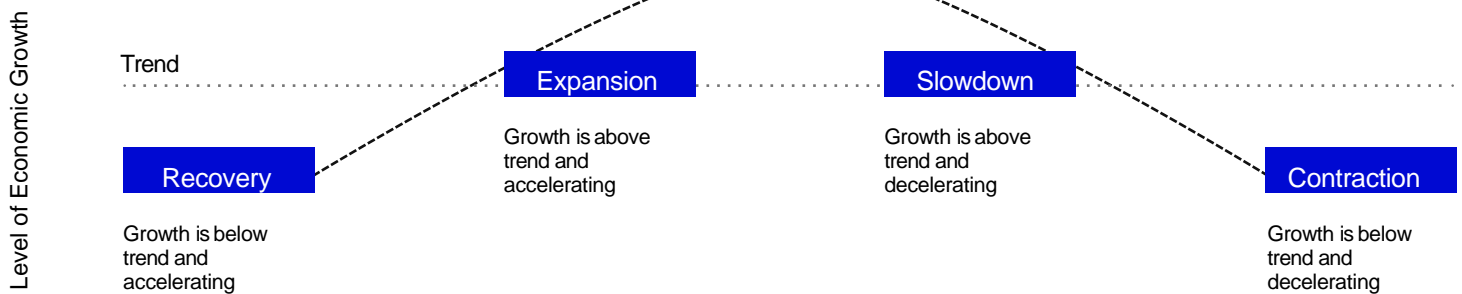 Level of Economic Growth
Trend
Recovery
Growth is below
trend and
accelerating
Expansion
Growth is above
trend and
accelerating
Slowdown
Growth is above
trend and
decelerating
Contraction
Growth is below
trend and
decelerating